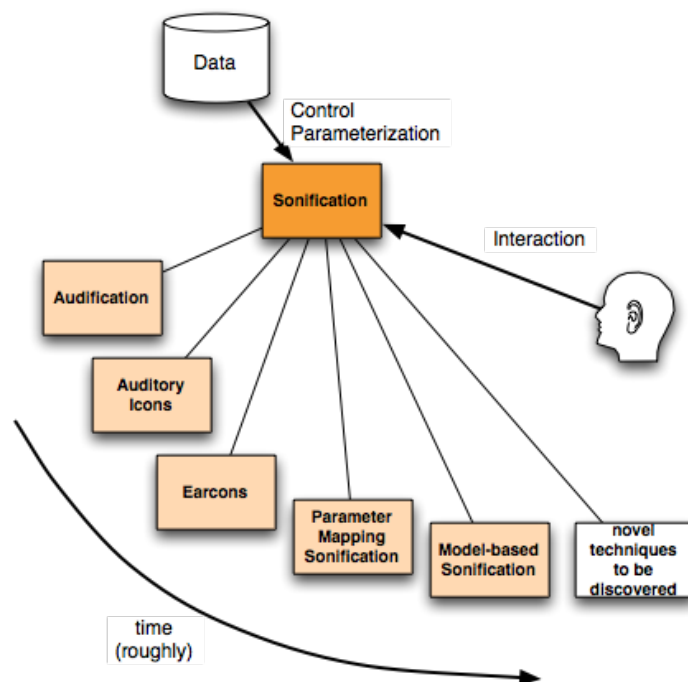 Data
Control
Parameterization
Sonification
Interaction
Audification
Auditory
Icons
Earcons
Parameter
Mapping
Sonification
Model-based
Sonification
novel
techniques
to be
discovered
time
(roughly)